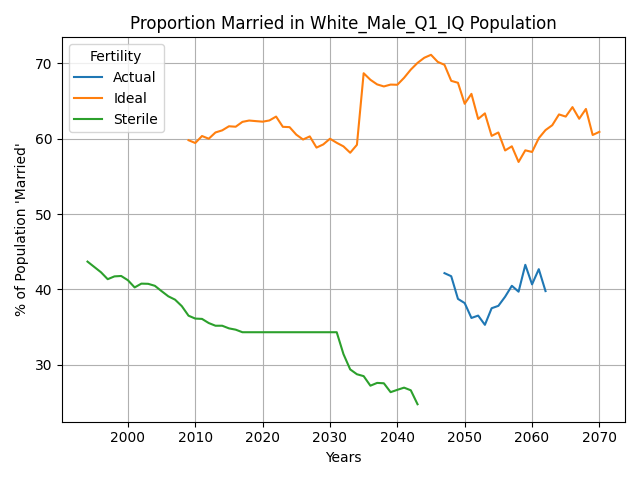 Proportion Married in White_Male_Q1_IQ Population
Fertility
Actual
Ideal
Sterile
% of Population 'Married'
70
60
50
40
30
2000 2010 2020 2030 2040 2050 2060 2070
Years